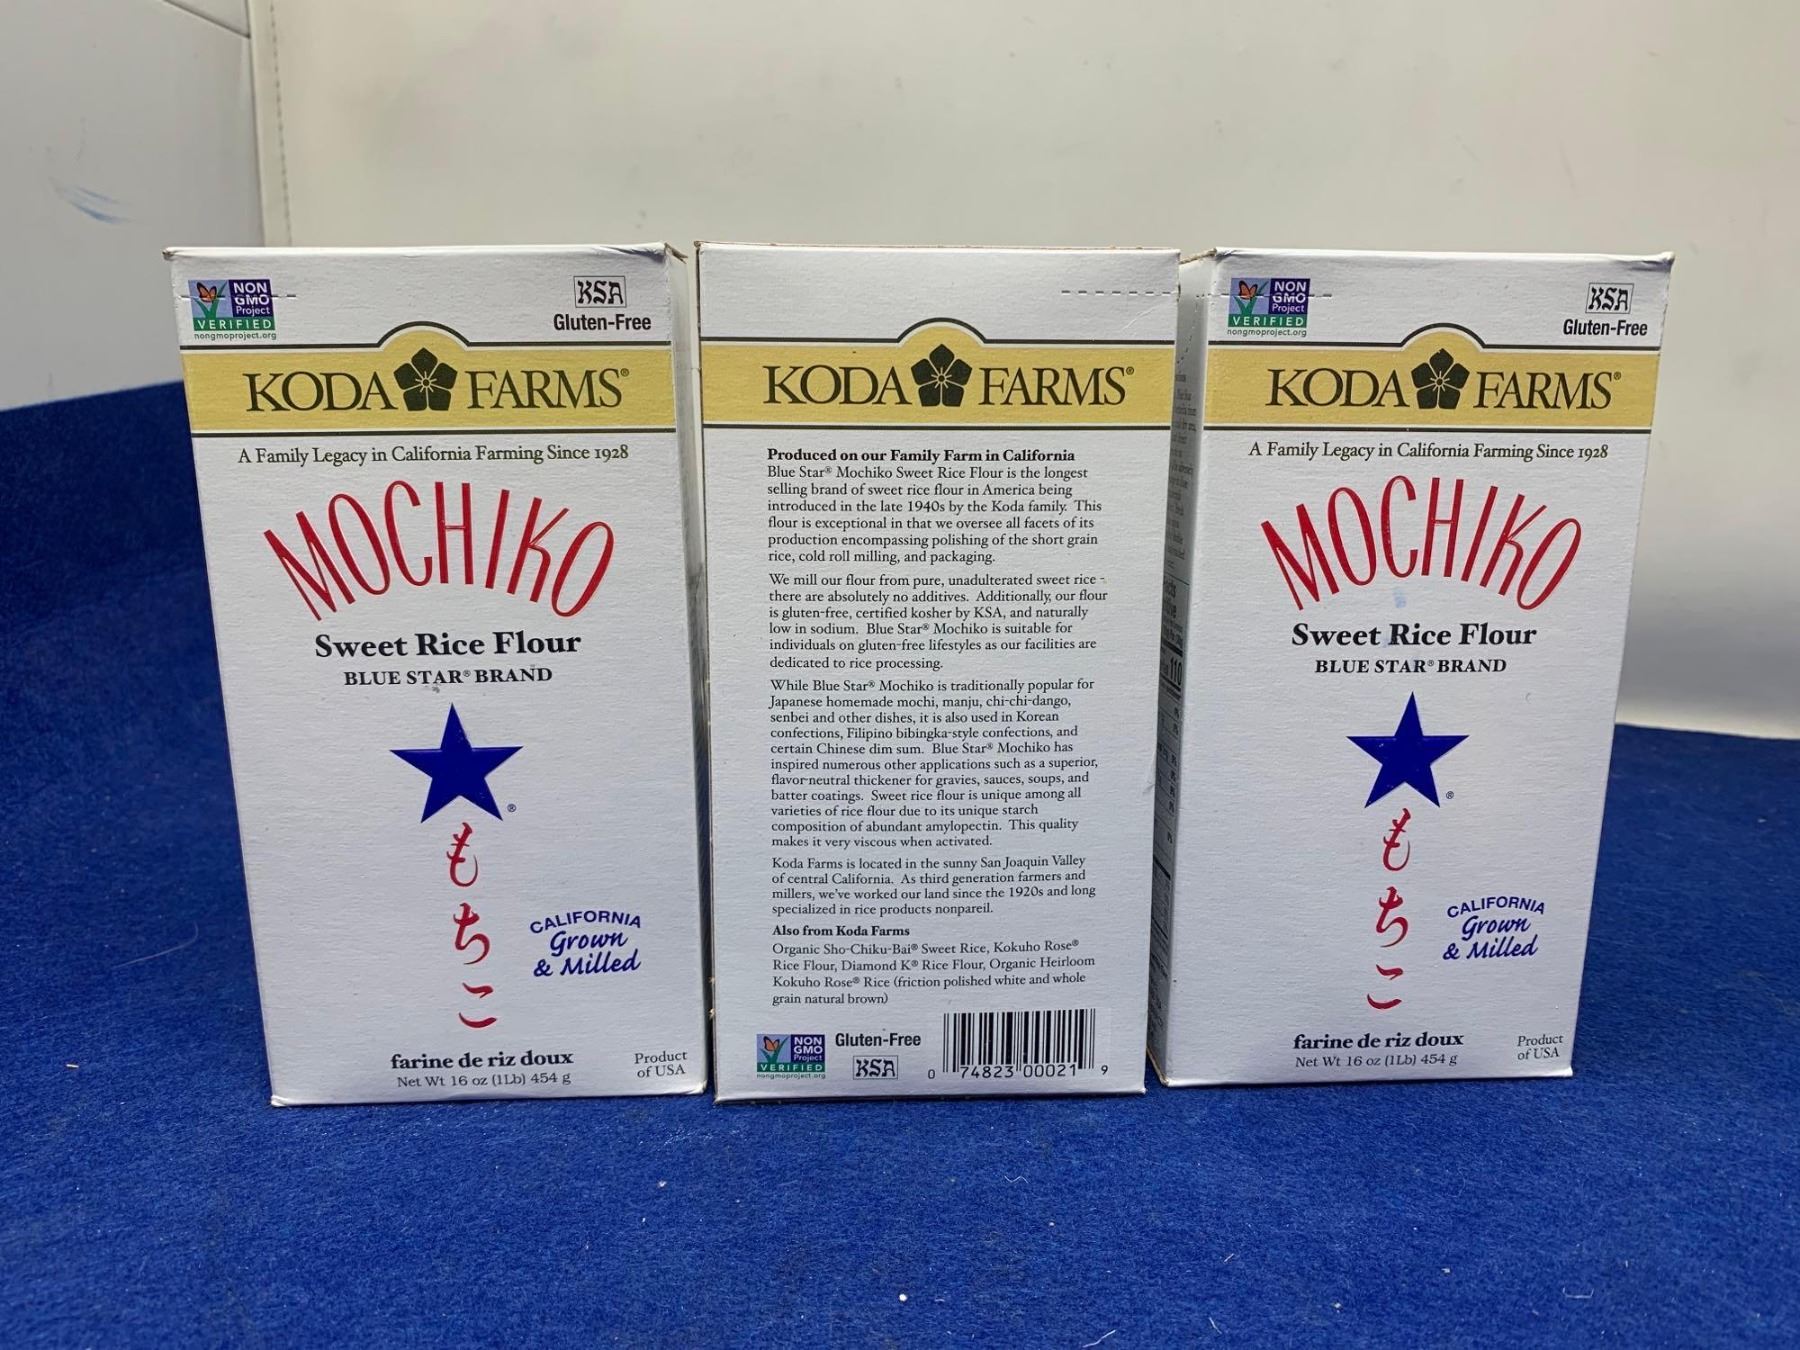 NON
GMO
Project
VERIFIED
nongmoproject.org
KSA
Gluten-Free
KODA FARMS®
A Family Legacy in California Farming Since 1928
MOCHIKO
Sweet Rice Flour
BLUE STAR® BRAND
®
もちこ
CALIFORNIA
Grown
& Milled
farine de riz doux
Net Wt 16 oz (1Lb) 454 g
Product
of USA
KODA FARMS®
Produced on our Family Farm in California
Blue Star® Mochiko Sweet Rice Flour is the longest
selling brand of sweet rice flour in America being
introduced in the late 1940s by the Koda family. This
flour is exceptional in that we oversee all facets of its
production encompassing polishing of the short grain
rice, cold roll milling, and packaging.
We mill our flour from pure, unadulterated sweet rice -
there are absolutely no additives. Additionally, our flour
is gluten-free, certified kosher by KSA, and naturally
low in sodium. Blue Star® Mochiko is suitable for
individuals on gluten-free lifestyles as our facilities are
dedicated to rice processing.
While Blue Star® Mochiko is traditionally popular for
Japanese homemade mochi, manju, chi-chi-dango,
senbei and other dishes, it is also used in Korean
confections, Filipino bibingka-style confections, and
certain Chinese dim sum. Blue Star® Mochiko has
inspired numerous other applications such as a superior,
flavor-neutral thickener for gravies, sauces, soups, and
batter coatings. Sweet rice flour is unique among all
varieties of rice flour due to its unique starch
composition of abundant amylopectin. This quality
makes it very viscous when activated.
Koda Farms is located in the sunny San Joaquin Valley
of central California. As third generation farmers and
millers, we've worked our land since the 1920s and long
specialized in rice products nonpareil.
Also from Koda Farms
Organic Sho-Chiku-Bai® Sweet Rice, Kokuho Rose®
Rice Flour, Diamond K® Rice Flour, Organic Heirloom
Kokuho Rose® Rice (friction polished white and whole
grain natural brown)
NON
GMO
Project
VERIFIED
nongmoproject.org
Gluten-Free
KSA
0 74823 00021 9
110
NON
GMO
Project
VERIFIED
nongmoproject.org
KSA
Gluten-Free
KODA FARMS®
A Family Legacy in California Farming Since 1928
MOCHIKO
Sweet Rice Flour
BLUE STAR® BRAND
®
もちこ
CALIFORNIA
Grown
& Milled
farine de riz doux
Net Wt 16 oz (1Lb) 454 g
Product
of USA